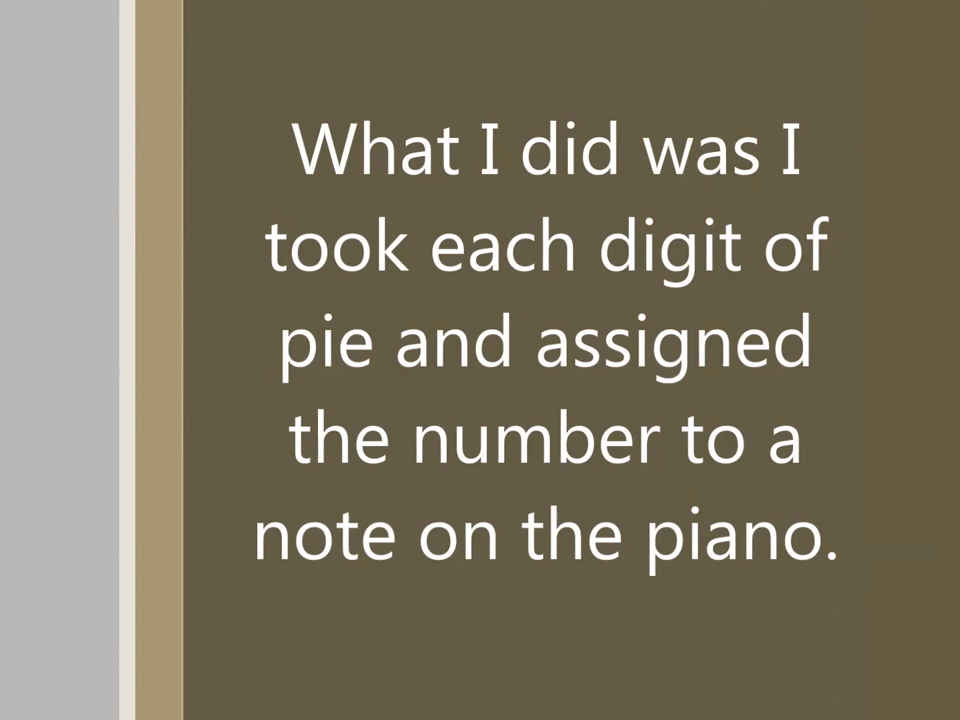 What I did was I
took each digit of
pie and assigned
the number to a
note on the piano.